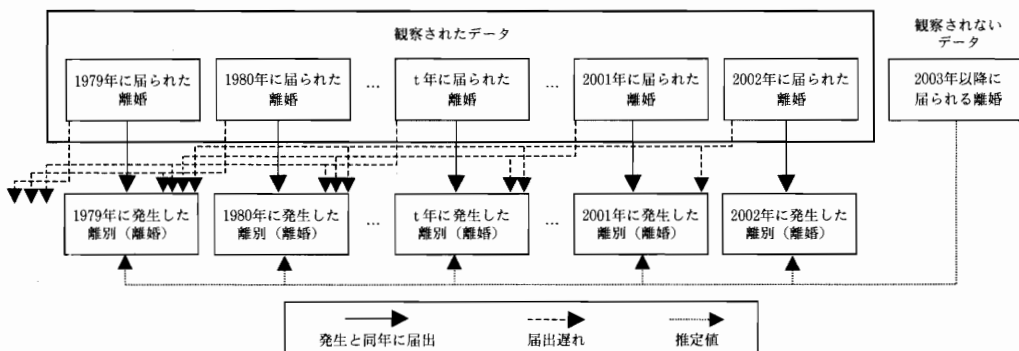 観察されたデータ
観察されない
データ
1979年に届られた
離婚
1980年に届られた
離婚
…
t年に届られた
離婚
…
2001年に届られた
離婚
2002年に届られた
離婚
2003年以降に
届られる離婚
1979年に発生した
離別（離婚）
1980年に発生した
離別（離婚）
…
t年に発生した
離別（離婚）
…
2001年に発生した
離別（離婚）
2002年に発生した
離別（離婚）
発生と同年に届出
届出遅れ
推定値